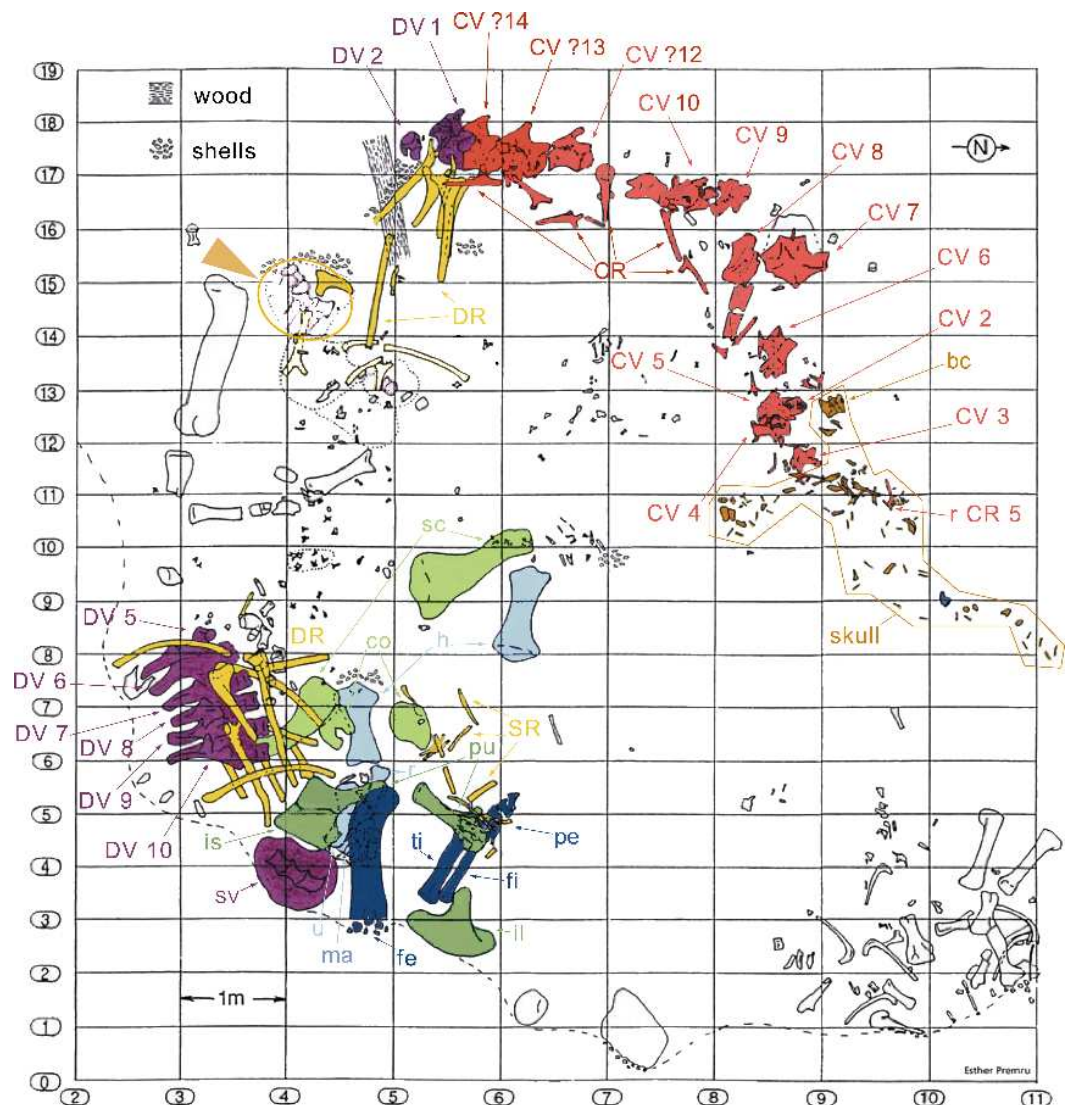 DV 1
CV ?14
DV 2
CV ?13
CV ?12
19
wood
CV 10
CV 9
18
shells
CV 8
N
17
CV 7
16
CR
CV 6
15
DR
CV 2
14
CV 5
bc
13
CV 3
12
11
CV 4
r CR 5
sc
10
9
DV 5
DR
skull
8
co
h
DV 6
7
DV 7
SR
DV 8
pu
6
r
DV 9
5
DV 10
is
ti
pe
4
fi
sv
3
u
il
ma
fe
2
1m
1
Esther Premru
0
2
3
4
5
6
7
8
9
10
11